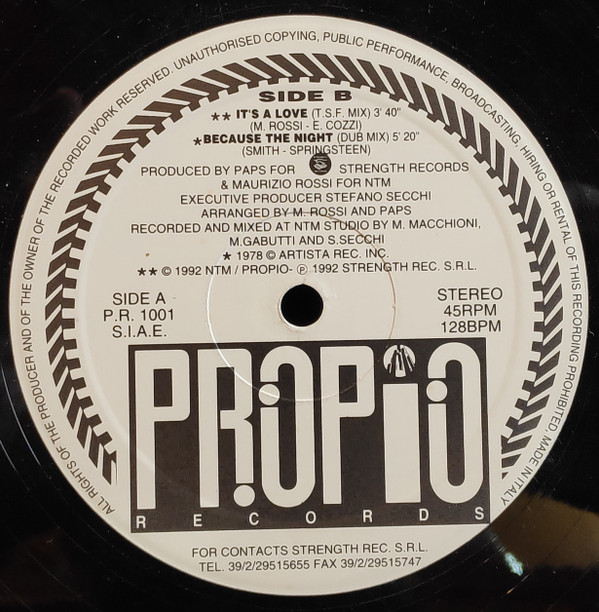 ALL RIGHTS OF THE PRODUCER AND OF THE OWNER OF THE RECORDED WORK RESERVED. UNAUTHORISED COPYING, PUBLIC PERFORMANCE, BROADCASTING, HIRING OR RENTAL OF THIS RECORDING PROHIBITED. MADE IN ITALY
SIDE B
★★ IT'S A LOVE (T.S.F. MIX) 3' 40"
(M. ROSSI - E. COZZI)
★BECAUSE THE NIGHT (DUB MIX) 5' 20"
(SMITH - SPRINGSTEEN)
PRODUCED BY PAPS FOR STRENGTH RECORDS
& MAURIZIO ROSSI FOR NTM
EXECUTIVE PRODUCER STEFANO SECCHI
ARRANGED BY M. ROSSI AND PAPS
RECORDED AND MIXED AT NTM STUDIO BY M. MACCHIONI,
M.GABUTTI AND S.SECCHI
★ 1978 © ARTISTA REC. INC.
★★ © 1992 NTM / PROPIO- ℗ 1992 STRENGTH REC. S.R.L.
SIDE A
P.R. 1001
S.I.A.E.
STEREO
45RPM
128BPM
PROPIO
RECORDS
FOR CONTACTS STRENGTH REC. S.R.L.
TEL. 39/2/29515655 FAX 39/2/29515747